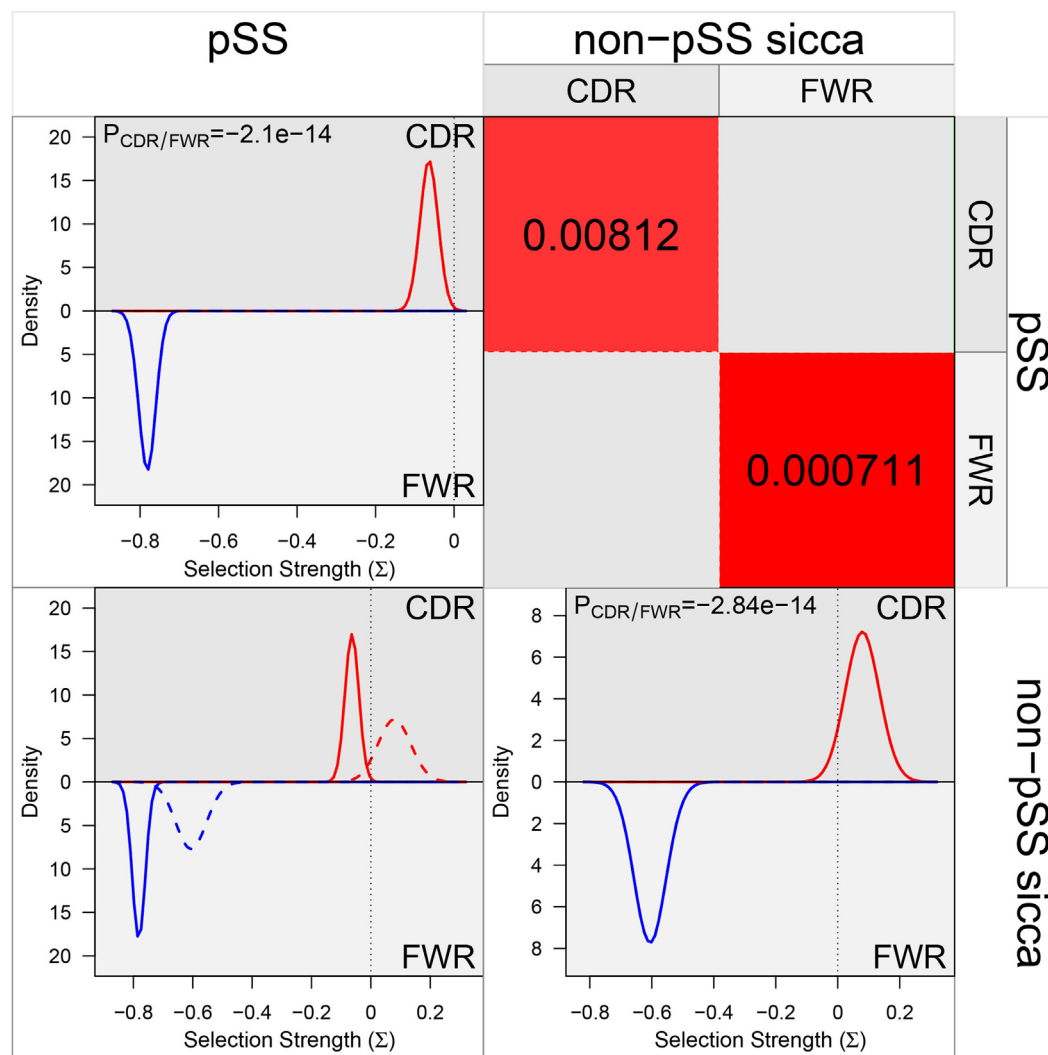 pSS
non−pSS sicca
CDR
FWR
P_CDR/FWR=−2.1e−14
CDR
20
15
10
5
0
5
10
15
20
Density
FWR
−0.8
−0.6
−0.4
−0.2
0
Selection Strength (Σ)
0.00812
0.000711
CDR
FWR
pSS
CDR
20
15
10
5
0
5
10
15
20
Density
FWR
−0.8
−0.6
−0.4
−0.2
0
0.2
Selection Strength (Σ)
P_CDR/FWR=−2.84e−14
CDR
8
6
4
2
0
2
4
6
8
Density
FWR
−0.8
−0.6
−0.4
−0.2
0
0.2
Selection Strength (Σ)
non−pSS sicca